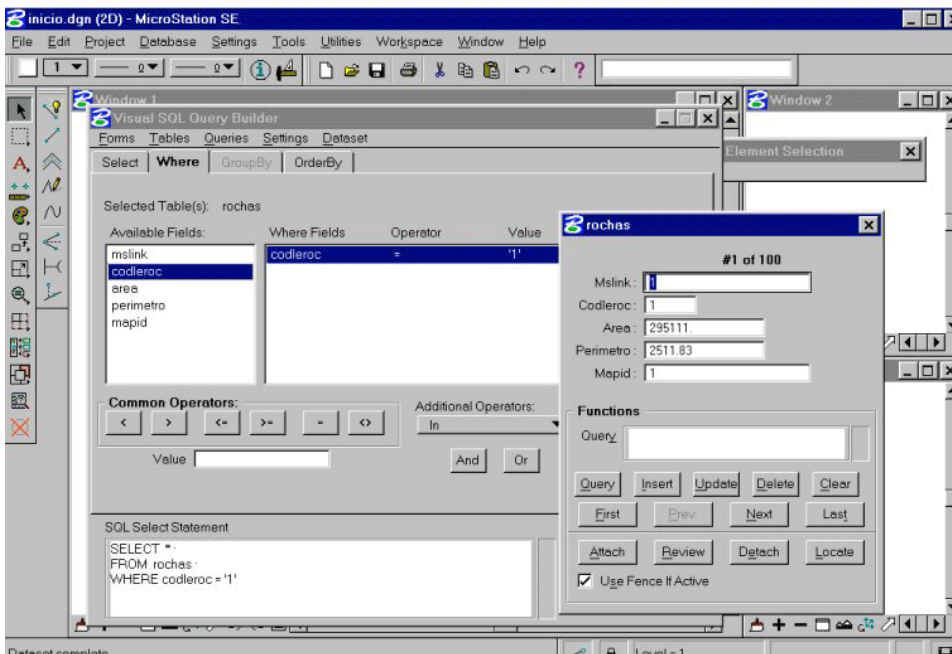 inicio.dgn (2D) - MicroStation SE
File Edit Project Database Settings Tools Utilities Workspace Window Help
1
Window 1
Window 2
Visual SQL Query Builder
Forms Tables Queries Settings Dataset
Element Selection
Select Where GroupBy OrderBy
Selected Table(s): rochas
Available Fields: Where Fields Operator Value
mslink
codleroc
area
perimetro
mapid
codleroc = '1'
Common Operators:
< > <= >= = <>
Additional Operators:
In
Value
And Or
SQL Select Statement
SELECT *
FROM rochas
WHERE codleroc = '1'
rochas
#1 of 100
Mslink : 1
Codleroc : 1
Area : 295111.
Perimetro : 2511.83
Mapid : 1
Functions
Query
Query Insert Update Delete Clear
First Prev. Next Last
Attach Review Detach Locate
Use Fence If Active
Dataset complete
Level = 1